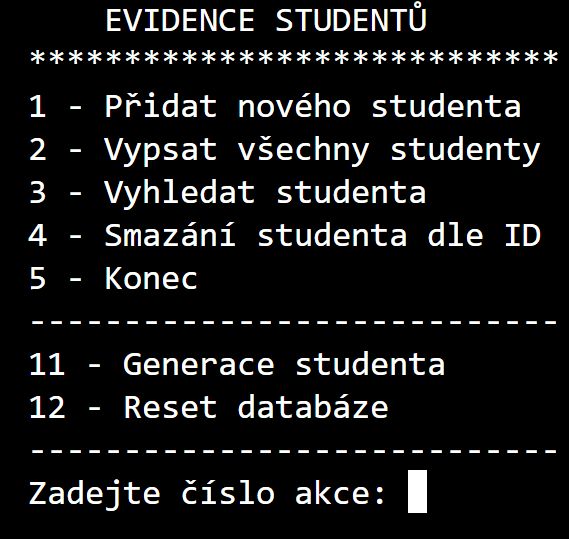 EVIDENCE STUDENTŮ
****************************
1 - Přidat nového studenta
2 - Vypsat všechny studenty
3 - Vyhledat studenta
4 - Smazání studenta dle ID
5 - Konec
----------------------------
11 - Generace studenta
12 - Reset databáze
----------------------------
Zadejte číslo akce: